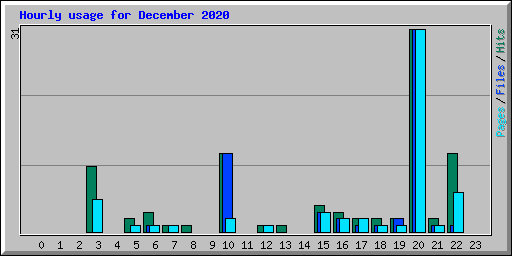 Hourly usage for December 2020
31
Pages / Files / Hits
0 1 2 3 4 5 6 7 8 9 10 11 12 13 14 15 16 17 18 19 20 21 22 23